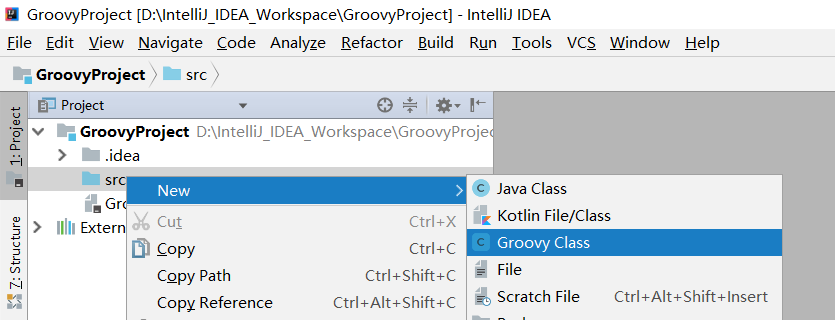 GroovyProject [D:\IntelliJ_IDEA_Workspace\GroovyProject] - IntelliJ IDEA
File Edit View Navigate Code Analyze Refactor Build Run Tools VCS Window Help
GroovyProject src
1: Project
Project
GroovyProject D:\IntelliJ_IDEA_Workspace\GroovyProjec
.idea
src
New
Java Class
Gro
Cut Ctrl+X
Kotlin File/Class
Extern
Copy Ctrl+C
Groovy Class
Z: Structure
Copy Path Ctrl+Shift+C
File
Copy Reference Ctrl+Alt+Shift+C
Scratch File Ctrl+Alt+Shift+Insert